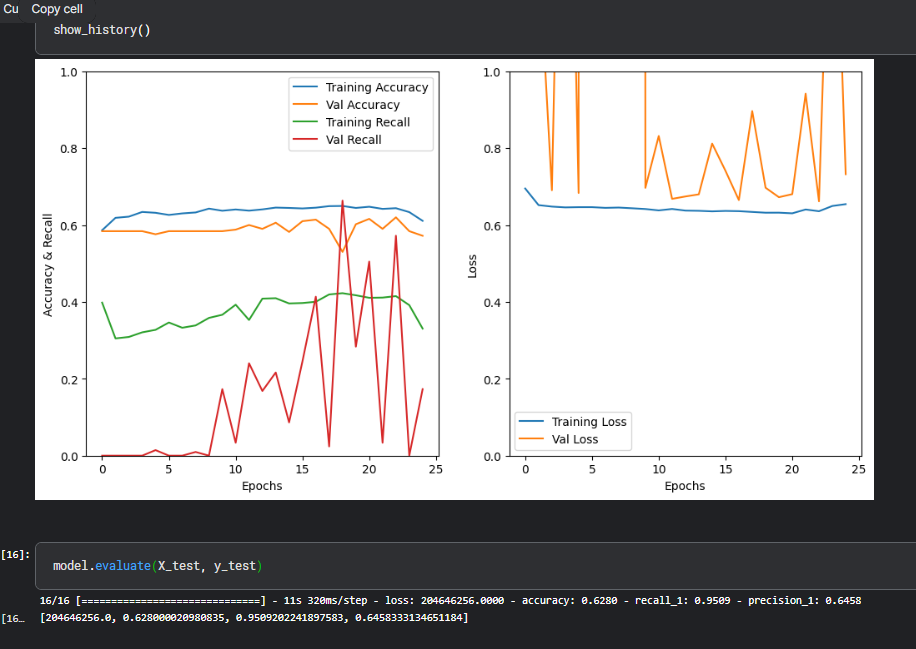 Cu Copy cell
show_history()
1.0
0.8
0.6
0.4
0.2
0.0
Accuracy & Recall
Training Accuracy
Val Accuracy
Training Recall
Val Recall
0 5 10 15 20 25
Epochs
1.0
0.8
0.6
0.4
0.2
0.0
Loss
Training Loss
Val Loss
0 5 10 15 20 25
Epochs
[16]:
model.evaluate(X_test, y_test)
16/16 [==============================] - 11s 320ms/step - loss: 204646256.0000 - accuracy: 0.6280 - recall_1: 0.9509 - precision_1: 0.6458
[16… [204646256.0, 0.628000020980835, 0.9509202241897583, 0.6458333134651184]